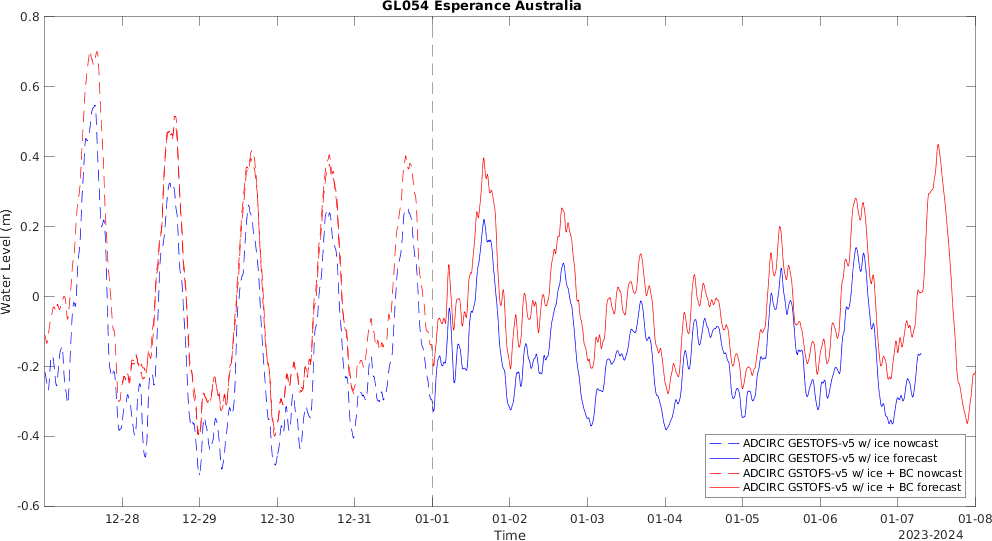 GL054 Esperance Australia
0.8
0.6
0.4
0.2
0
-0.2
-0.4
-0.6
Water Level (m)
12-28 12-29 12-30 12-31 01-01 01-02 01-03 01-04 01-05 01-06 01-07 01-08
Time
2023-2024
ADCIRC GESTOFS-v5 w/ ice nowcast
ADCIRC GESTOFS-v5 w/ ice forecast
ADCIRC GSTOFS-v5 w/ ice + BC nowcast
ADCIRC GSTOFS-v5 w/ ice + BC forecast